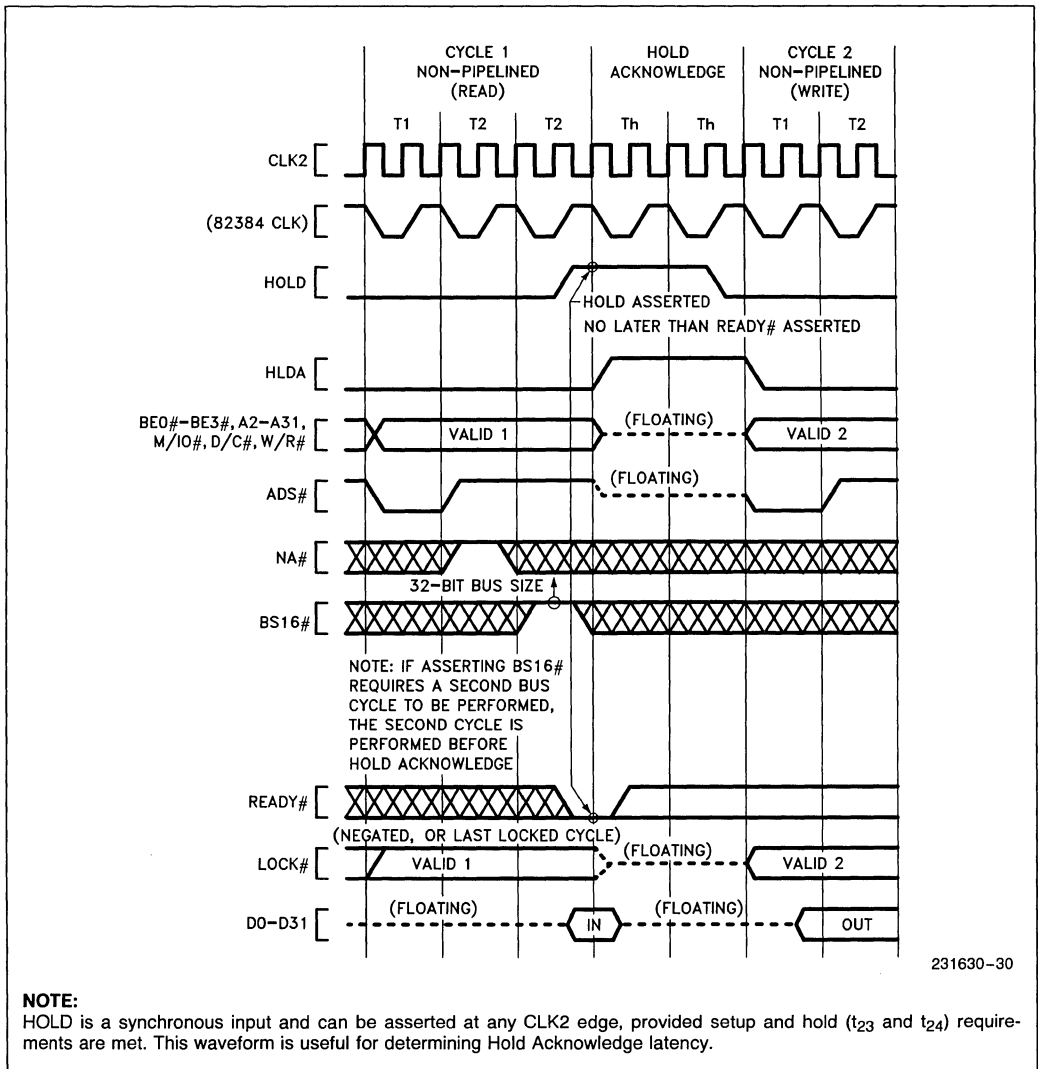 CYCLE 1
NON-PIPELINED
(READ)
HOLD
ACKNOWLEDGE
CYCLE 2
NON-PIPELINED
(WRITE)
T1 T2 T2 Th Th T1 T2
CLK2
(82384 CLK)
HOLD
HOLD ASSERTED
NO LATER THAN READY# ASSERTED
HLDA
BE0#-BE3#, A2-A31,
M/IO#, D/C#, W/R#
VALID 1
(FLOATING)
VALID 2
ADS#
(FLOATING)
NA#
32-BIT BUS SIZE
BS16#
NOTE: IF ASSERTING BS16#
REQUIRES A SECOND BUS
CYCLE TO BE PERFORMED,
THE SECOND CYCLE IS
PERFORMED BEFORE
HOLD ACKNOWLEDGE
READY#
(NEGATED, OR LAST LOCKED CYCLE)
LOCK#
VALID 1
(FLOATING)
VALID 2
D0-D31
(FLOATING)
IN
(FLOATING)
OUT
231630-30
NOTE:
HOLD is a synchronous input and can be asserted at any CLK2 edge, provided setup and hold (t23 and t24) require-
ments are met. This waveform is useful for determining Hold Acknowledge latency.